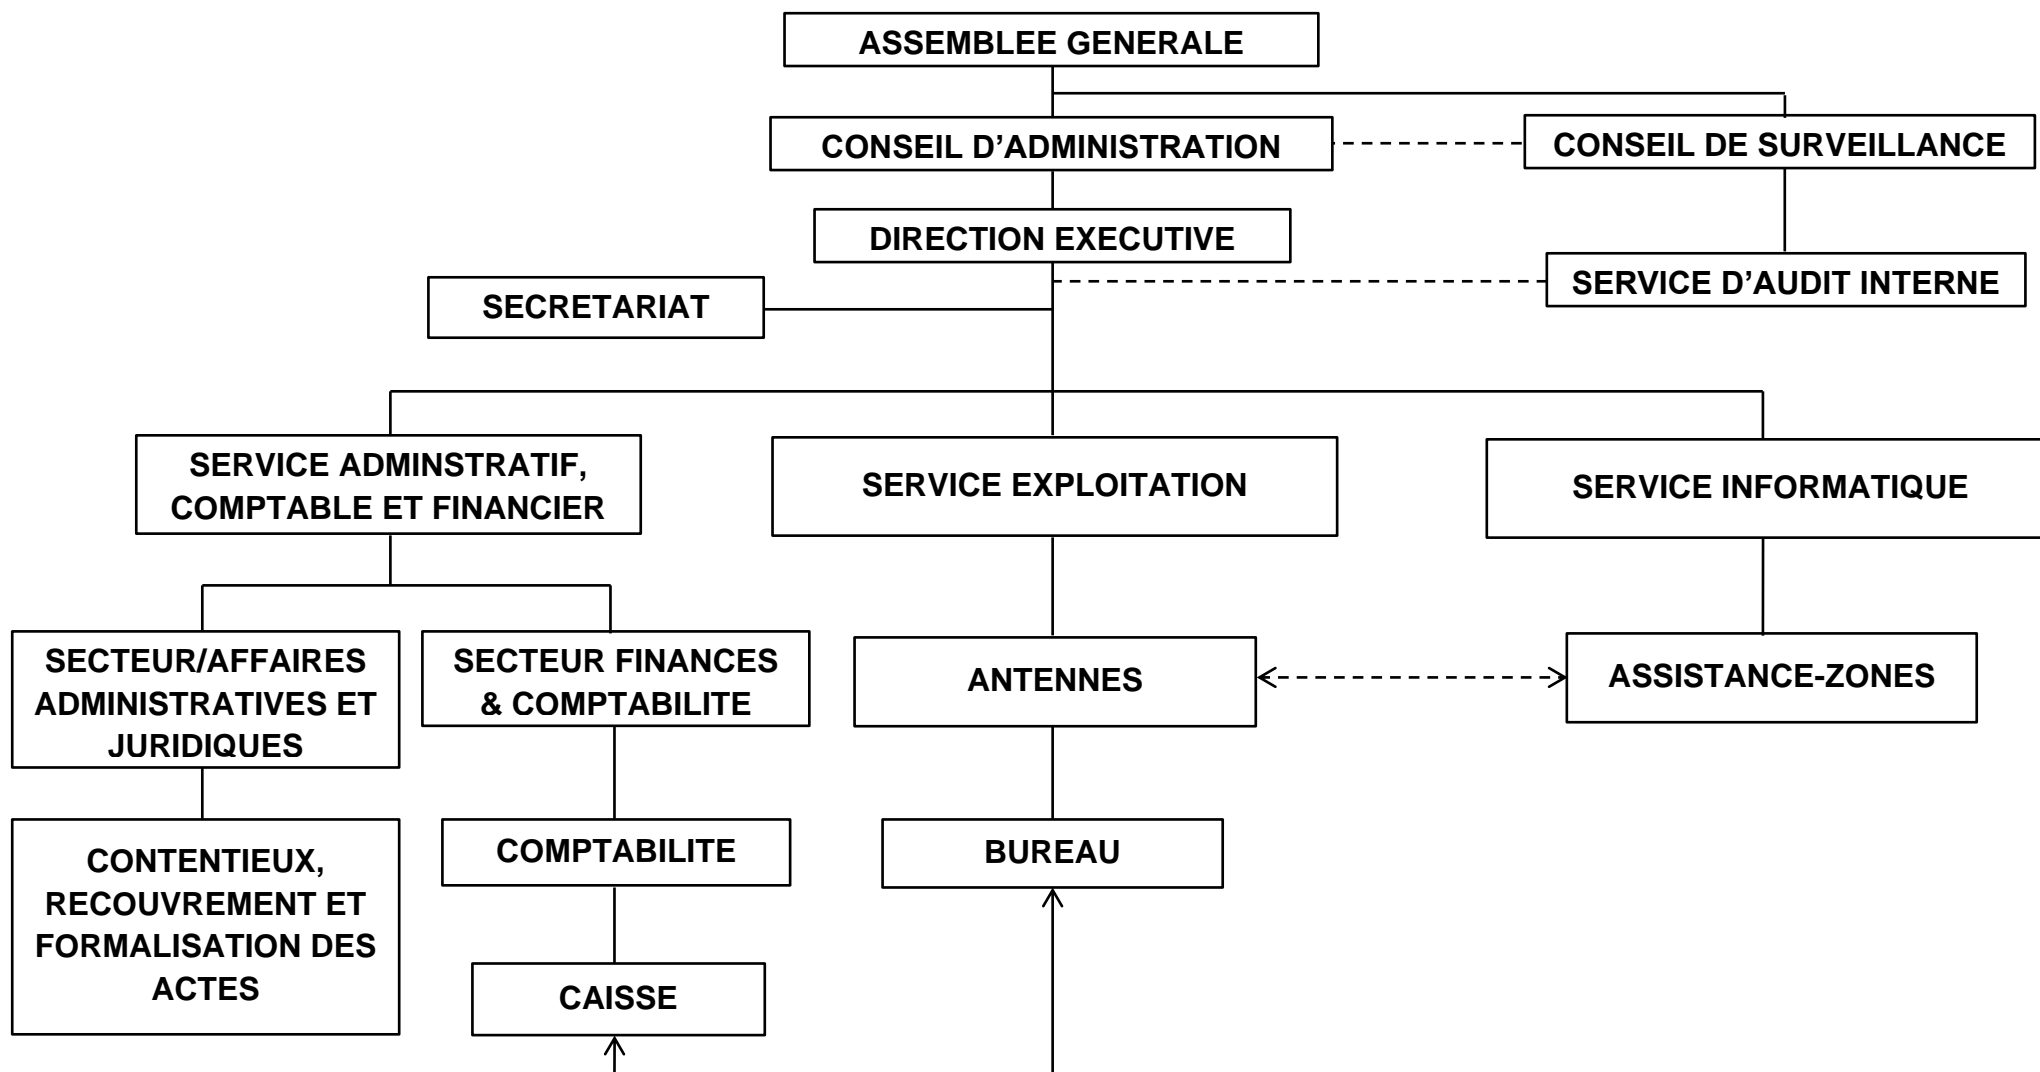 ASSEMBLEE GENERALE
CONSEIL D’ADMINISTRATION
CONSEIL DE SURVEILLANCE
DIRECTION EXECUTIVE
SERVICE D’AUDIT INTERNE
SECRETARIAT
SERVICE ADMINSTRATIF,
COMPTABLE ET FINANCIER
SERVICE EXPLOITATION
SERVICE INFORMATIQUE
SECTEUR/AFFAIRES
ADMINISTRATIVES ET
JURIDIQUES
SECTEUR FINANCES
& COMPTABILITE
ANTENNES
ASSISTANCE-ZONES
CONTENTIEUX,
RECOUVREMENT ET
FORMALISATION DES
ACTES
COMPTABILITE
BUREAU
CAISSE